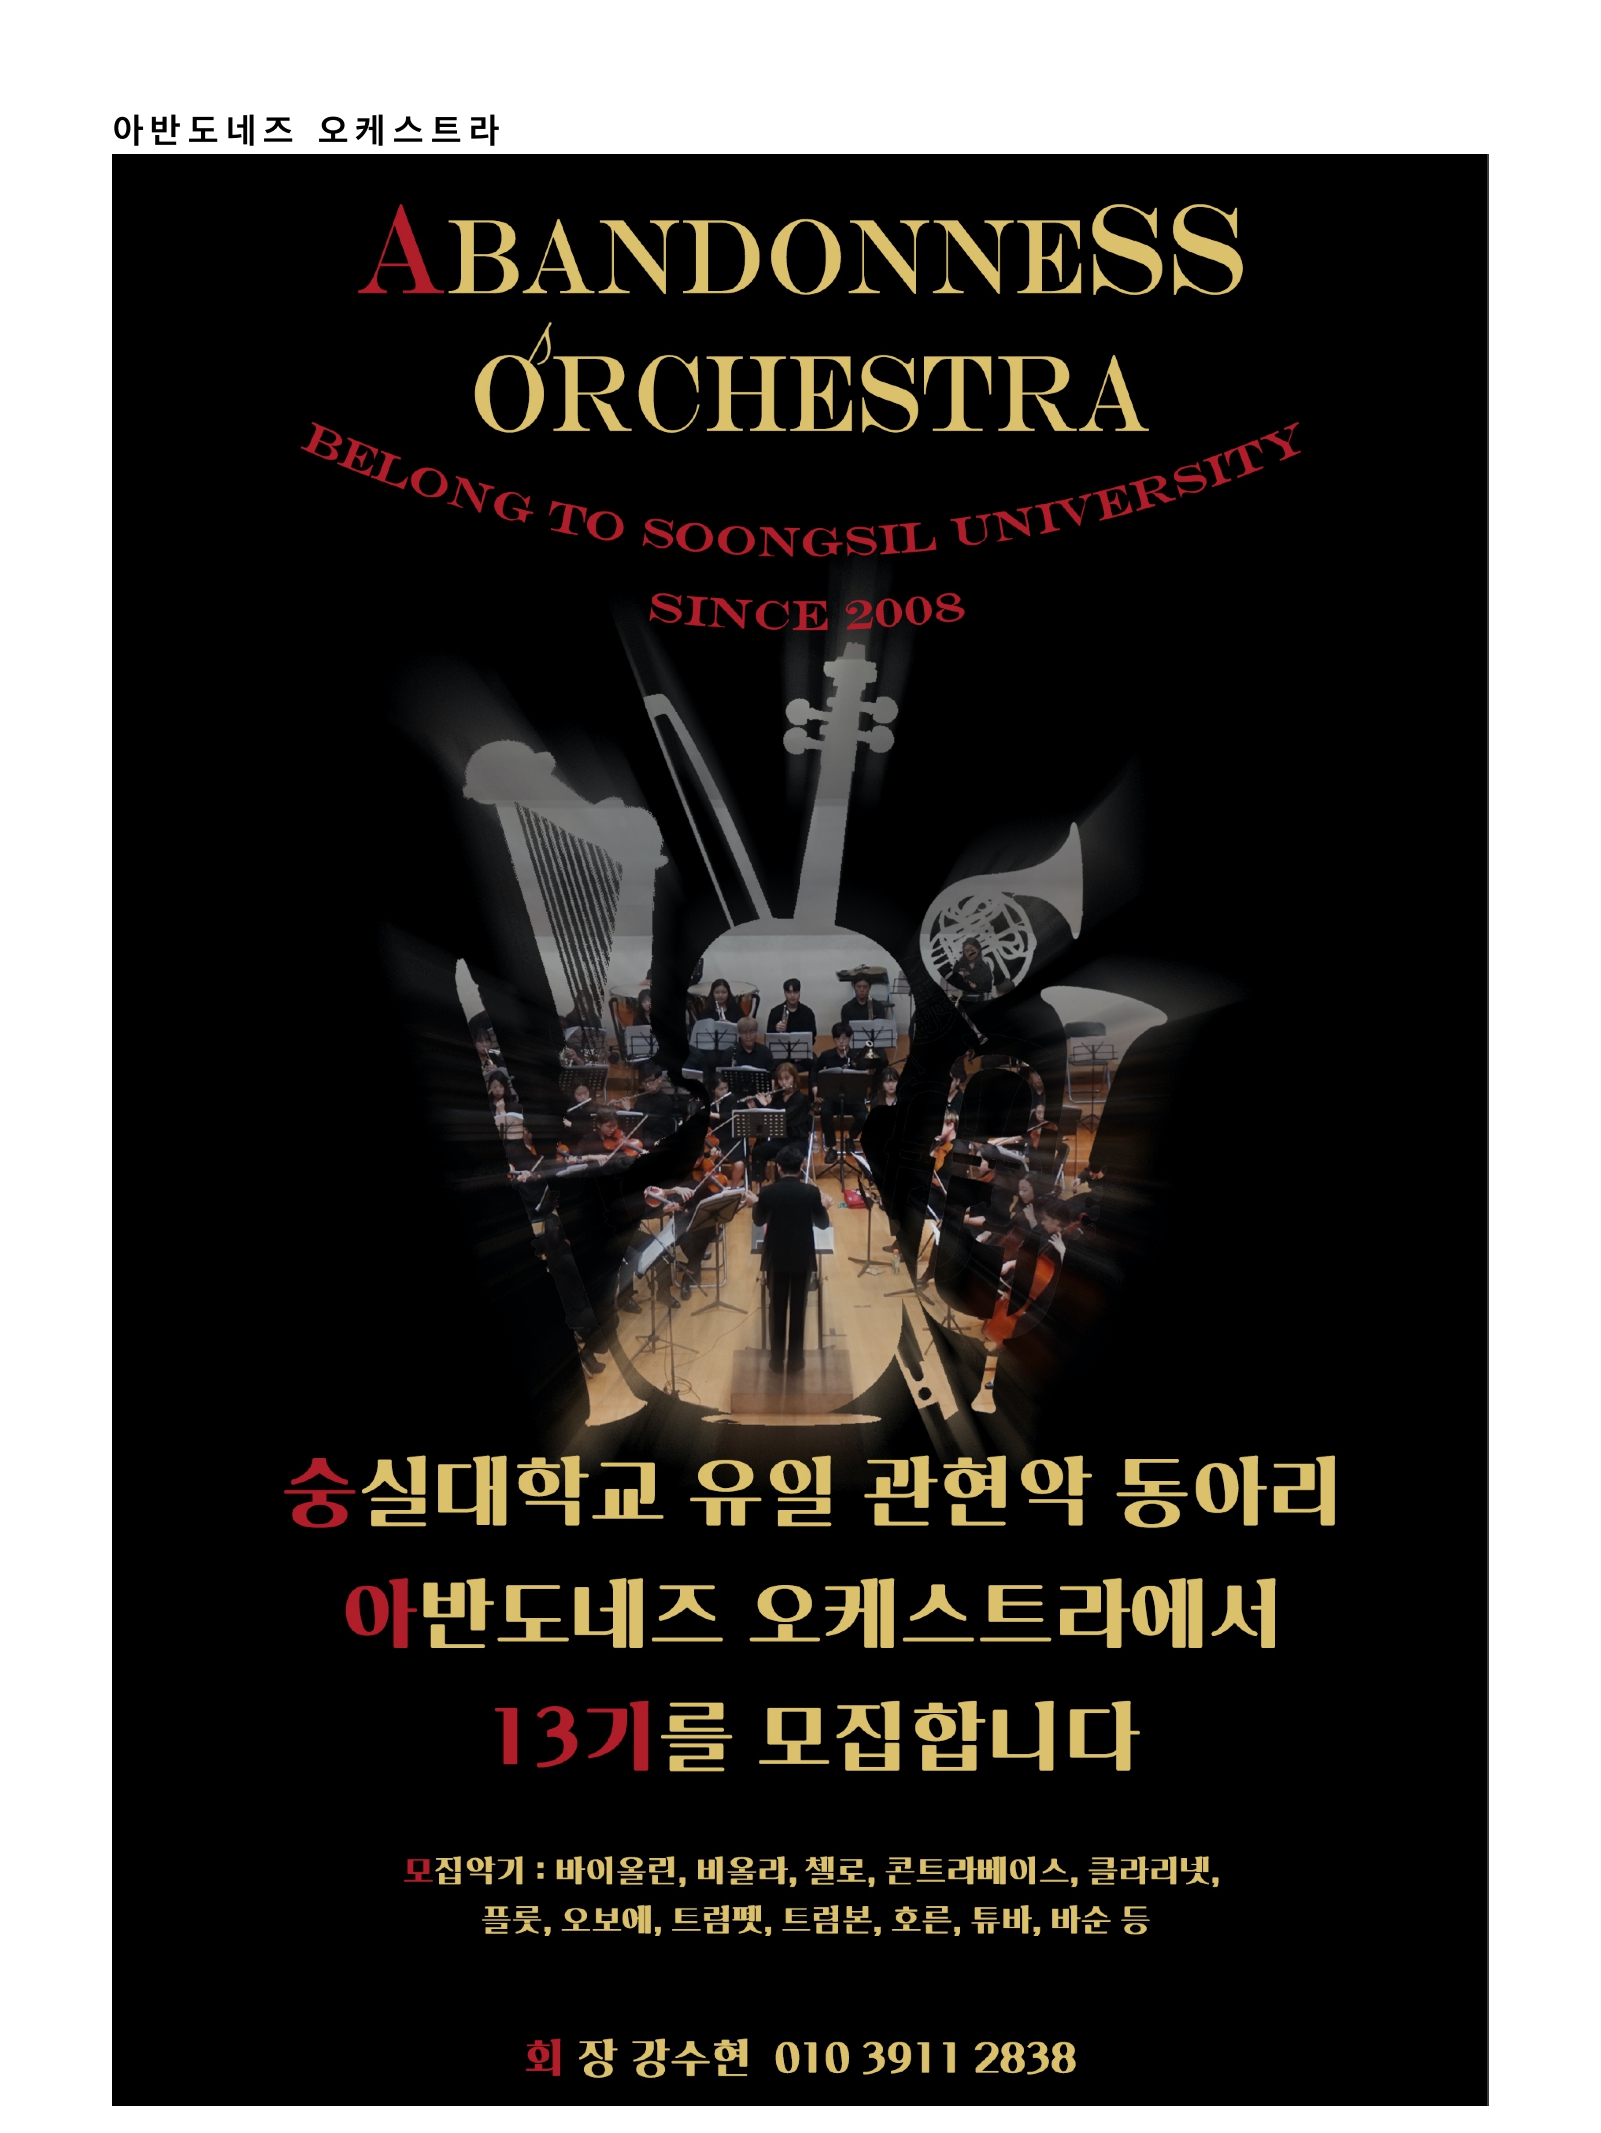 아반도네즈 오케스트라
ABANDONNESS
ORCHESTRA
BELONG TO SOONGSIL UNIVERSITY
SINCE 2008
숭실대학교 유일 관현악 동아리
아반도네즈 오케스트라에서
13기를 모집합니다
모집악기 : 바이올린, 비올라, 첼로, 콘트라베이스, 클라리넷,
플룻, 오보에, 트럼펫, 트럼본, 호른, 튜바, 바순 등
회 장 강수현 010 3911 2838